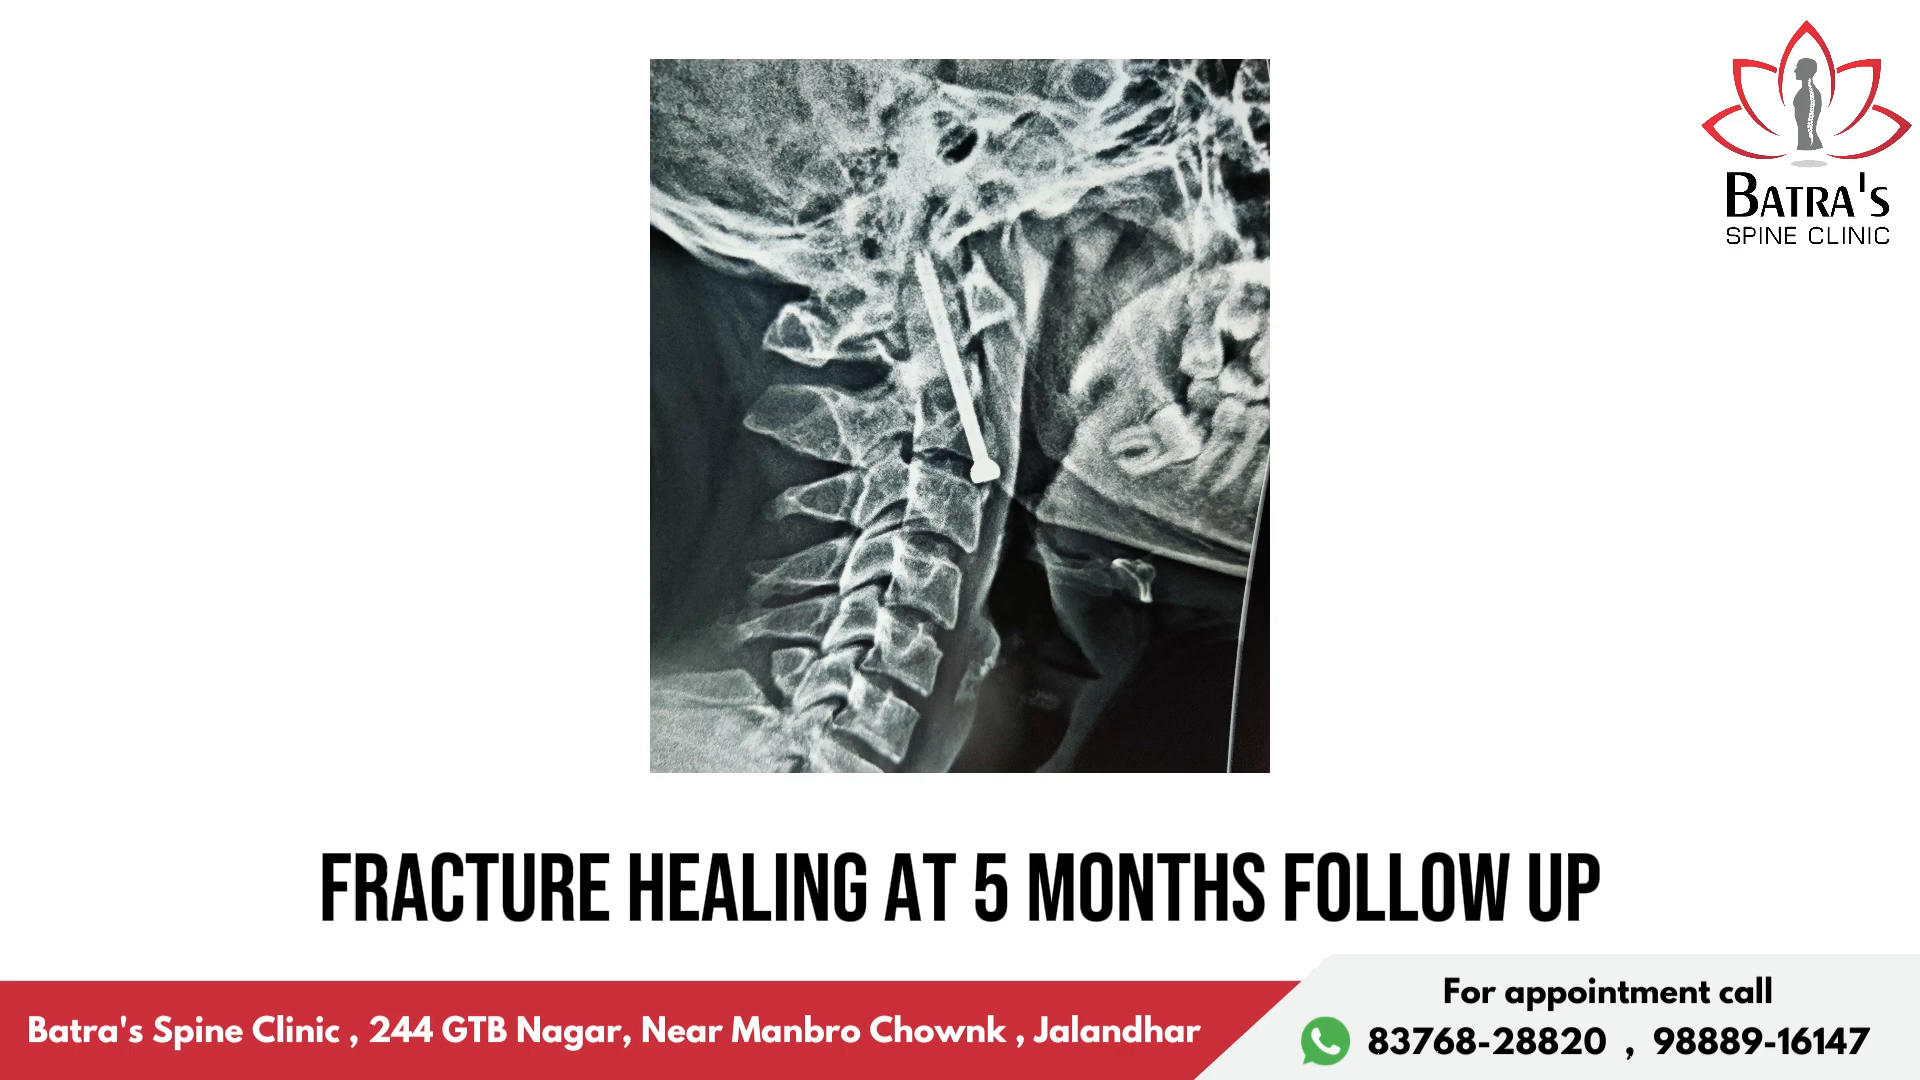 BATRA'S
SPINE CLINIC
FRACTURE HEALING AT 5 MONTHS FOLLOW UP
Batra's Spine Clinic , 244 GTB Nagar, Near Manbro Chownk , Jalandhar
For appointment call
83768-28820 , 98889-16147